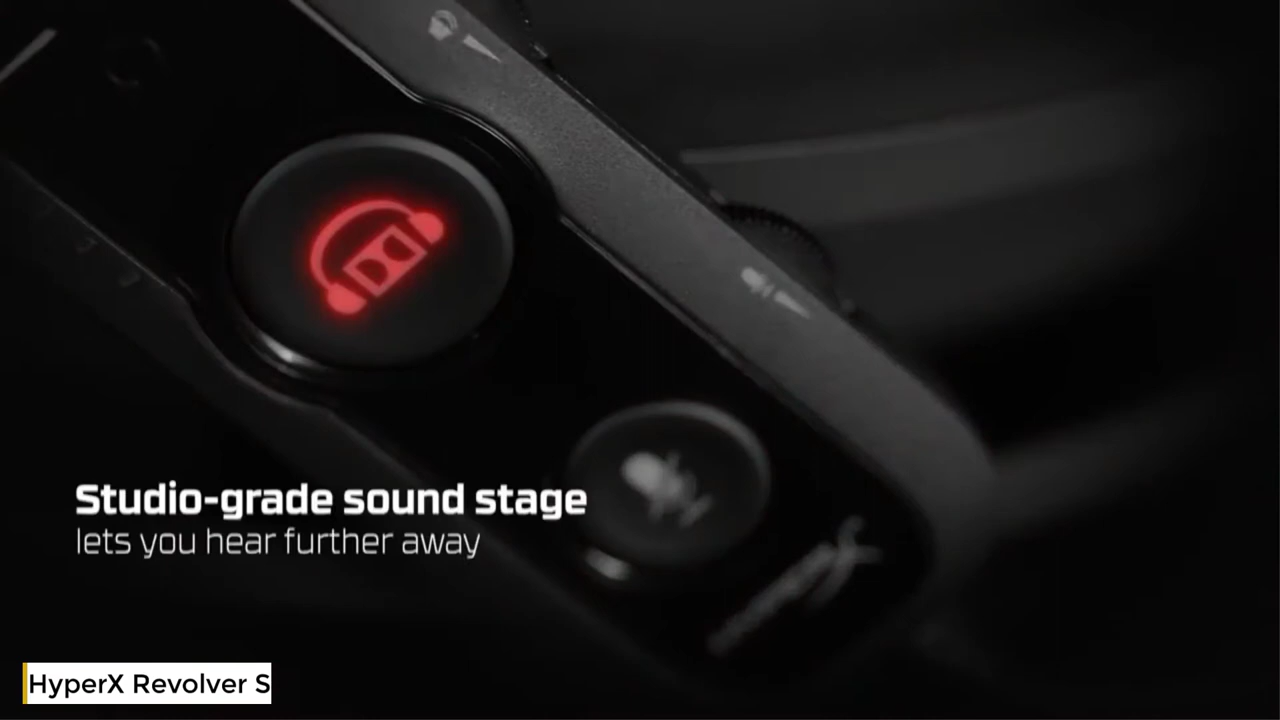 Studio-grade sound stage
lets you hear further away
HyperX Revolver S